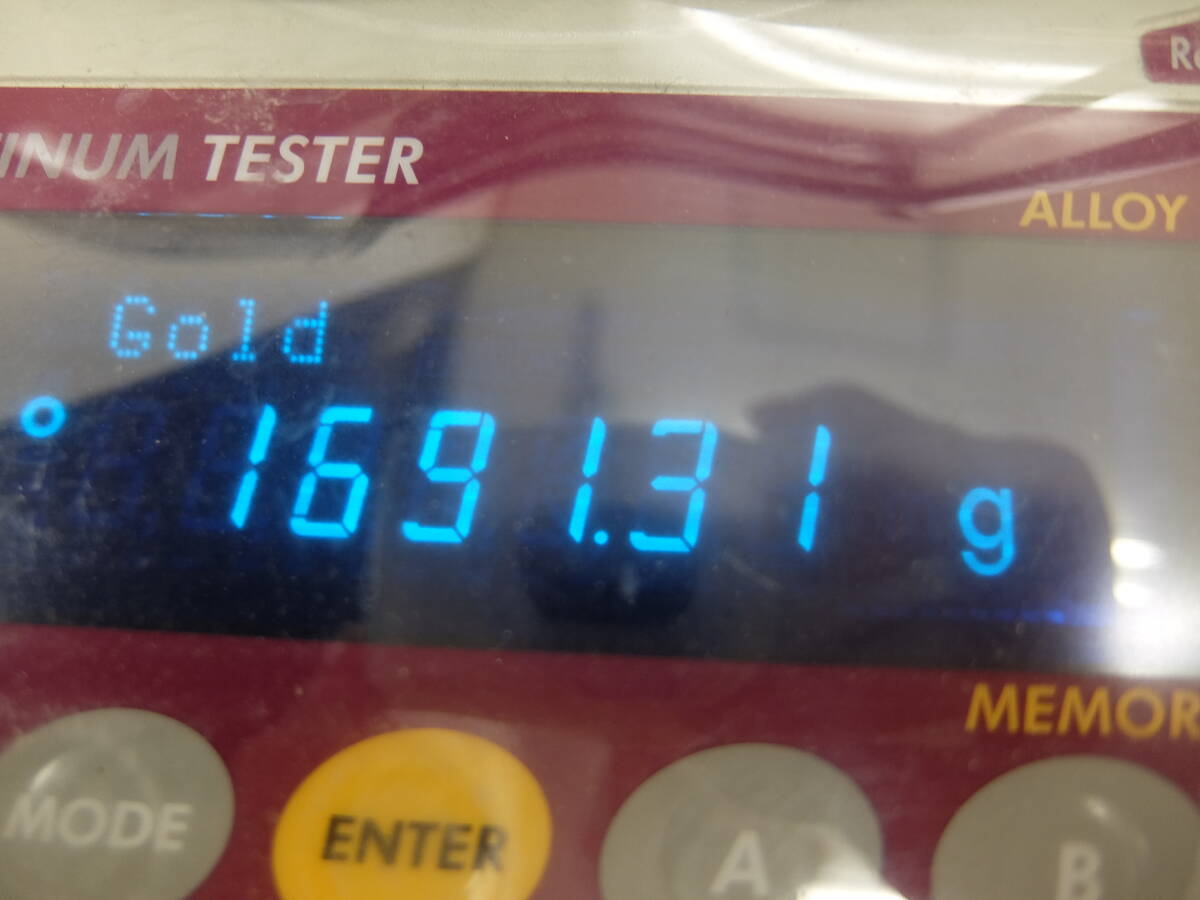 INUM TESTER
ALLOY
Gold
1691.31 g
MEMOR
MODE
ENTER
A
B